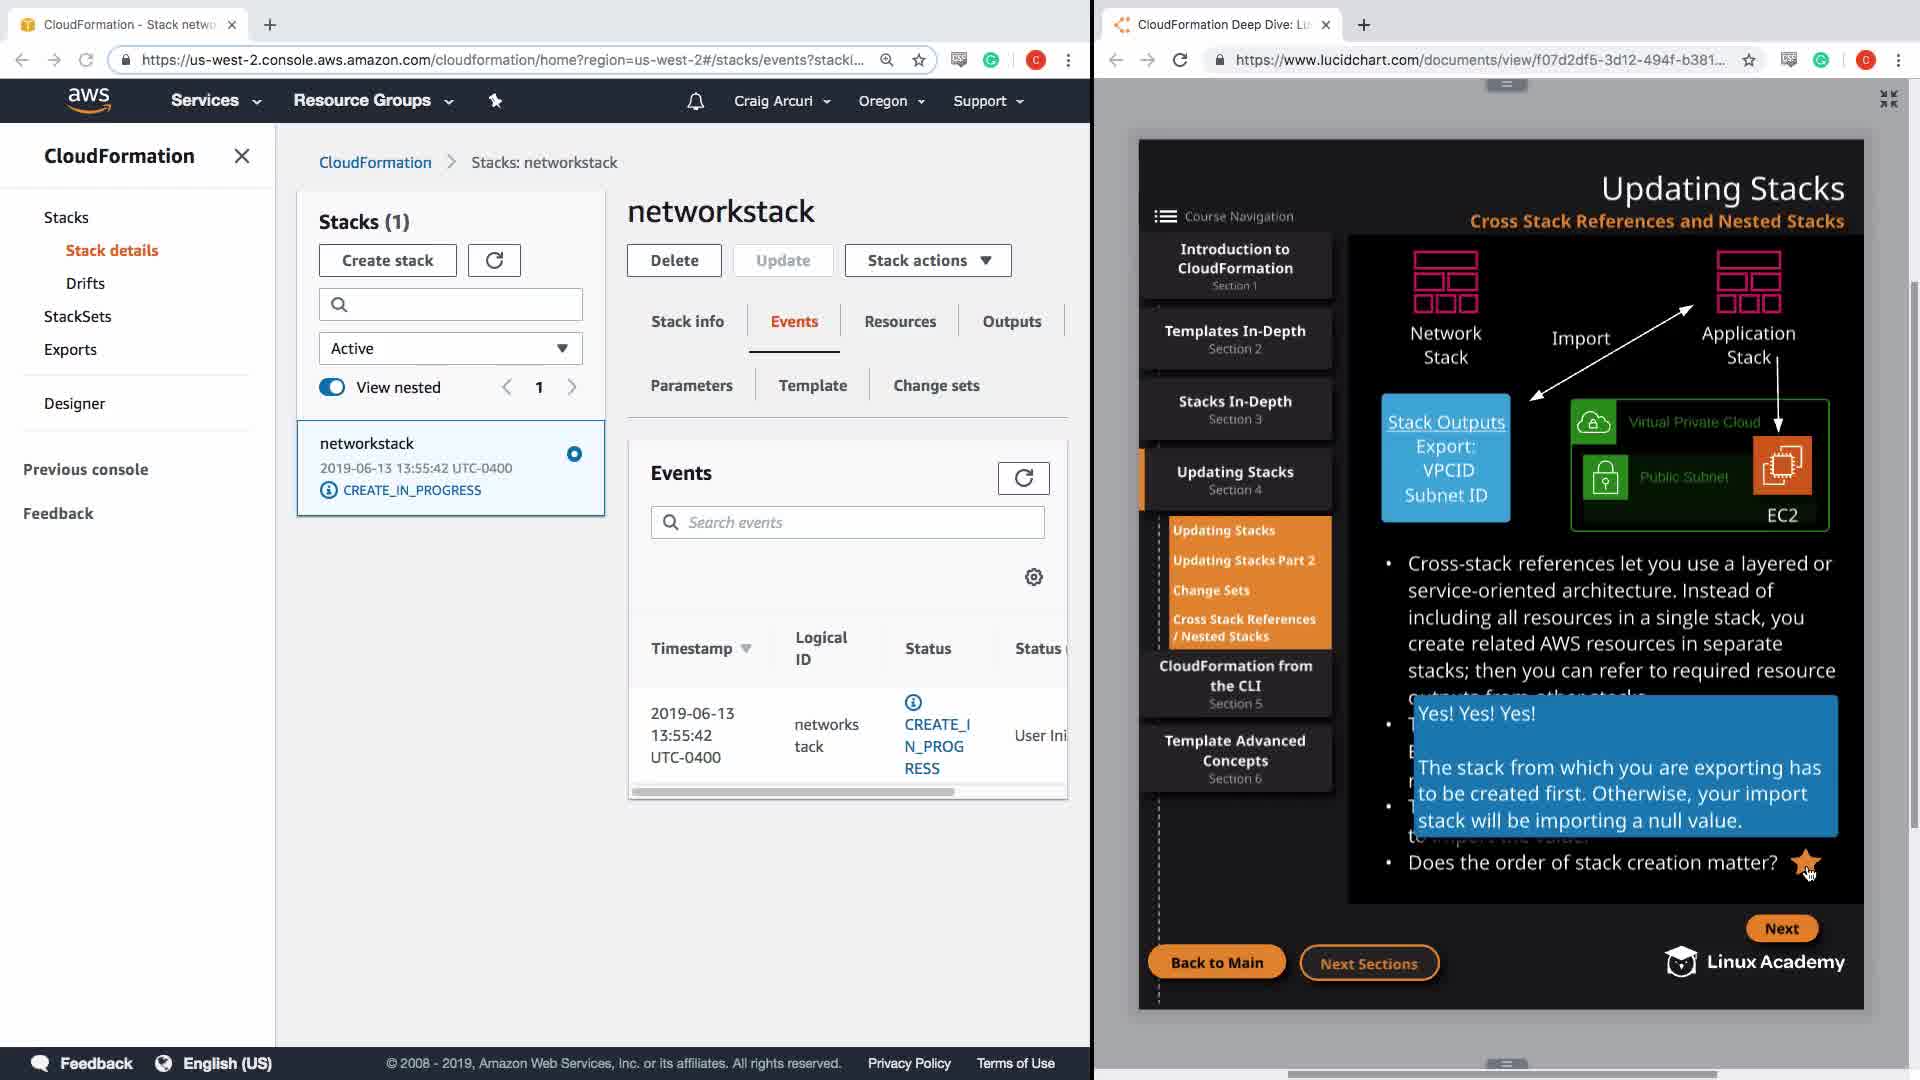 CloudFormation - Stack netwo
https://us-west-2.console.aws.amazon.com/cloudformation/home?region=us-west-2#/stacks/events?stacki...
aws
Services
Resource Groups
Craig Arcuri
Oregon
Support
CloudFormation
Stacks
Stack details
Drifts
StackSets
Exports
Designer
Previous console
Feedback
CloudFormation
Stacks: networkstack
Stacks (1)
Create stack
Active
View nested
1
networkstack
2019-06-13 13:55:42 UTC-0400
CREATE_IN_PROGRESS
networkstack
Delete
Update
Stack actions
Stack info
Events
Resources
Outputs
Parameters
Template
Change sets
Events
Search events
Timestamp
Logical
ID
Status
Status
2019-06-13
13:55:42
UTC-0400
networks
tack
CREATE_I
N_PROG
RESS
User Ini
Feedback
English (US)
© 2008 - 2019, Amazon Web Services, Inc. or its affiliates. All rights reserved.
Privacy Policy
Terms of Use
CloudFormation Deep Dive: Li
https://www.lucidchart.com/documents/view/f07d2df5-3d12-494f-b381...
C
C
Updating Stacks
Cross Stack References and Nested Stacks
Course Navigation
Introduction to
CloudFormation
Section 1
Templates In-Depth
Section 2
Stacks In-Depth
Section 3
Updating Stacks
Section 4
Updating Stacks
Updating Stacks Part 2
Change Sets
Cross Stack References
/ Nested Stacks
CloudFormation from
the CLI
Section 5
Template Advanced
Concepts
Section 6
Network
Stack
Import
Application
Stack
Stack Outputs
Export:
VPCID
Subnet ID
Virtual Private Cloud
Public Subnet
EC2
• Cross-stack references let you use a layered or
service-oriented architecture. Instead of
including all resources in a single stack, you
create related AWS resources in separate
stacks; then you can refer to required resource
Yes! Yes! Yes!
The stack from which you are exporting has
to be created first. Otherwise, your import
stack will be importing a null value.
• Does the order of stack creation matter?
Next
Back to Main
Next Sections
Linux Academy